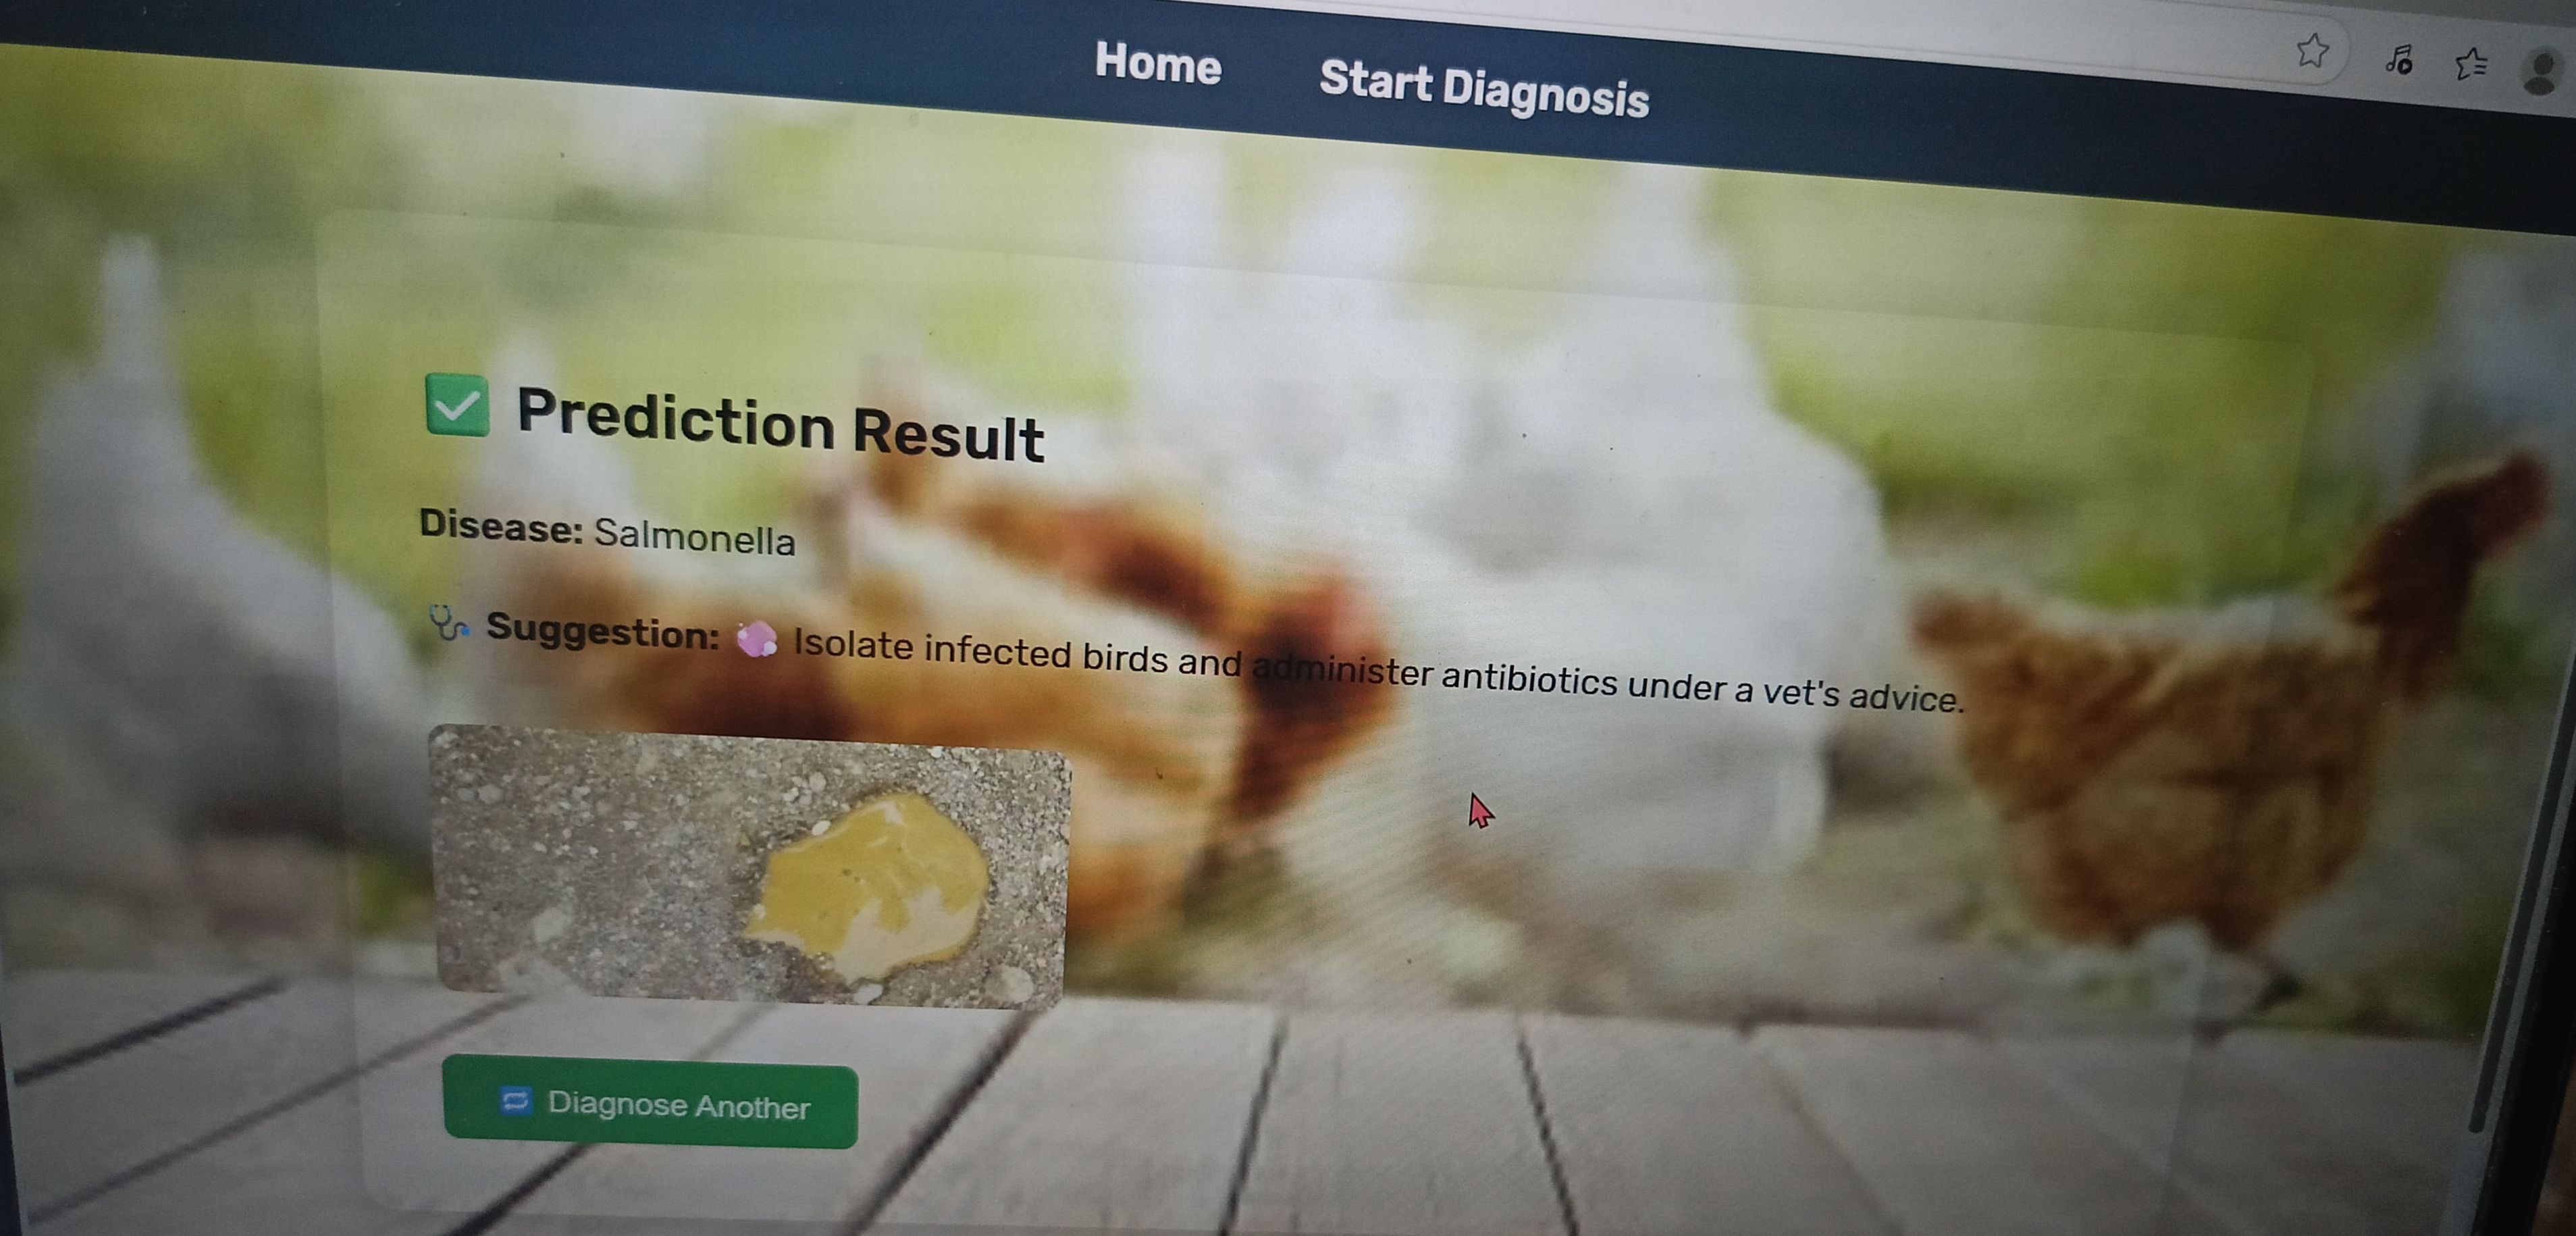 Home
Start Diagnosis
✅ Prediction Result
Disease: Salmonella
🩺 Suggestion: 🧼 Isolate infected birds and administer antibiotics under a vet's advice.
🔁 Diagnose Another